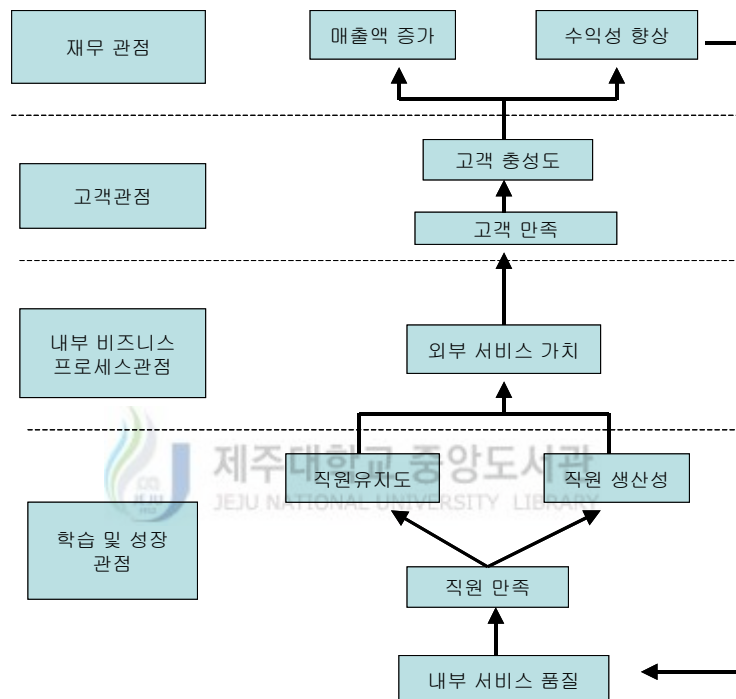 재무 관점
매출액 증가
수익성 향상
고객관점
고객 충성도
고객 만족
내부 비즈니스
프로세스관점
외부 서비스 가치
제주대학교 중앙도서관
JEJU NATIONAL UNIVERSITY LIBRARY
JEJU
1952
학습 및 성장
관점
직원유지도
직원 생산성
직원 만족
내부 서비스 품질